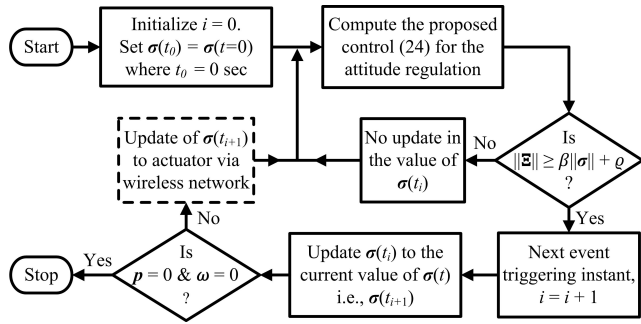 Start
Initialize i = 0.
Set σ(t₀) = σ(t=0)
where t₀ = 0 sec
Compute the proposed
control (24) for the
attitude regulation
Is
||Ξ|| ≥ β||σ|| + ϱ
?
No
No update in
the value of
σ(tᵢ)
Update of σ(tᵢ₊₁)
to actuator via
wireless network
Yes
Next event
triggering instant,
i = i + 1
Update σ(tᵢ) to the
current value of σ(t)
i.e., σ(tᵢ₊₁)
Is
p = 0 & ω = 0
?
No
Yes
Stop